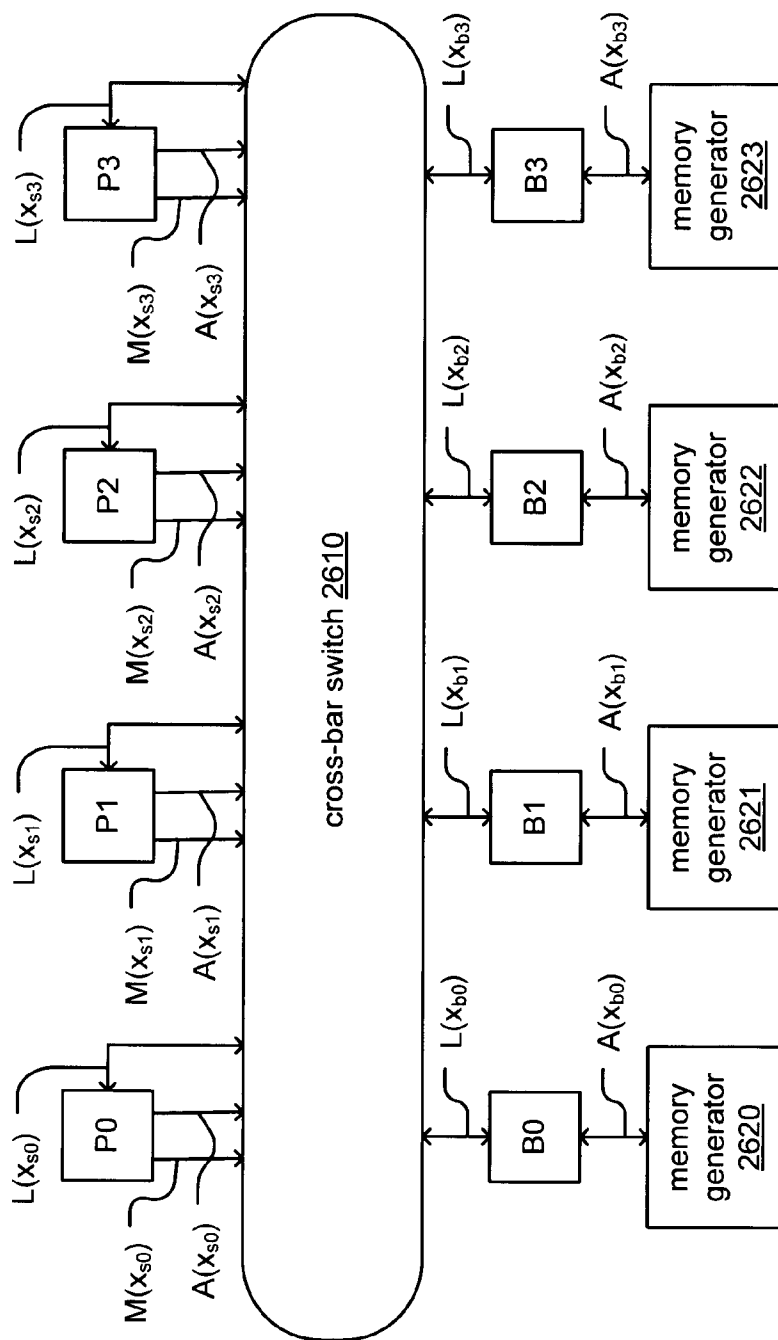 L(xs0)
L(xs1)
L(xs2)
L(xs3)
P0
P1
P2
P3
M(xs0)
M(xs1)
M(xs2)
M(xs3)
A(xs0)
A(xs1)
A(xs2)
A(xs3)
cross-bar switch 2610
L(xb0)
L(xb1)
L(xb2)
L(xb3)
B0
B1
B2
B3
A(xb0)
A(xb1)
A(xb2)
A(xb3)
memory
generator
2620
memory
generator
2621
memory
generator
2622
memory
generator
2623